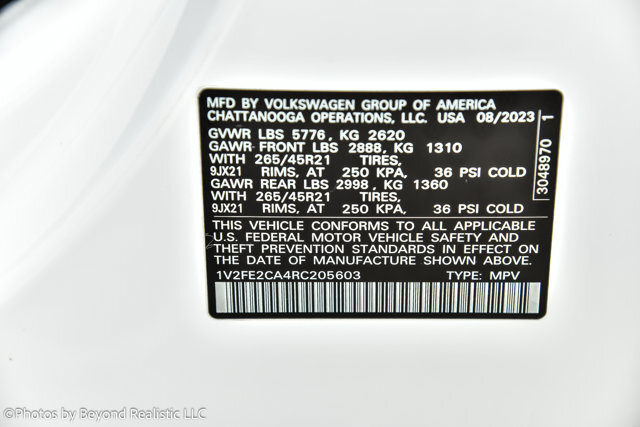 MFD BY VOLKSWAGEN GROUP OF AMERICA
CHATTANOOGA OPERATIONS, LLC. USA 08/2023
GVWR LBS 5776, KG 2620
GAWR FRONT LBS 2888, KG 1310
WITH 265/45R21 TIRES,
9JX21 RIMS, AT 250 KPA, 36 PSI COLD
GAWR REAR LBS 2998, KG 1360
WITH 265/45R21 TIRES,
9JX21 RIMS, AT 250 KPA, 36 PSI COLD
THIS VEHICLE CONFORMS TO ALL APPLICABLE
U.S. FEDERAL MOTOR VEHICLE SAFETY AND
THEFT PREVENTION STANDARDS IN EFFECT ON
THE DATE OF MANUFACTURE SHOWN ABOVE.
1V2FE2CA4RC205603 TYPE: MPV
3048970 1
©Photos by Beyond Realistic LLC